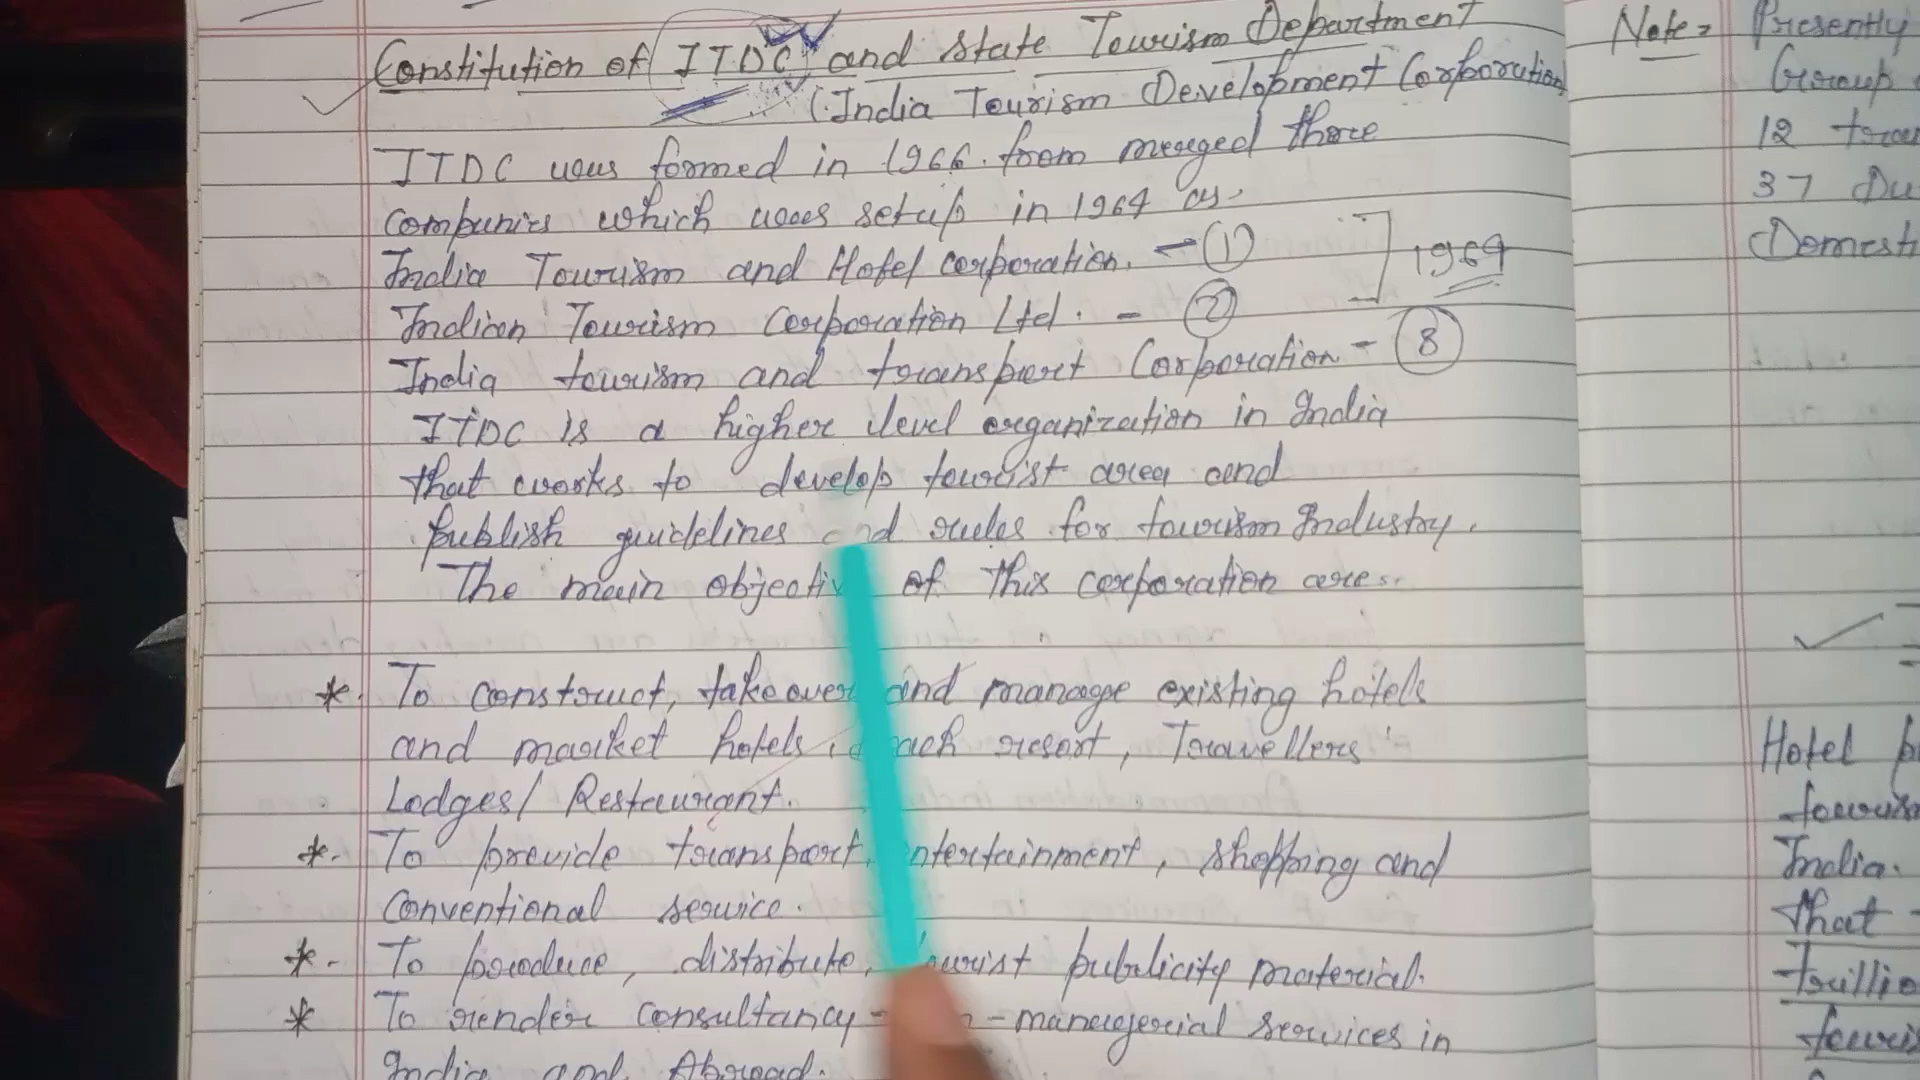 Constitution of ITDC and State Tourism Department
(India Tourism Development Corporation
ITDC was formed in 1966. from merged three
Companies which was setup in 1964 as-
India Tourism and Hotel corporation. - 1
1964
Indian Tourism Corporation Ltd. - 2
India tourism and transport Corporation - 3
ITDC is a higher level organization in India
that works to develop tourist area and
publish guidelines and rules for tourism Industry.
The main objective of this corporation are:-
* To construct, takeover and manage existing hotels
and market hotels, beach resort, Travellers'
Lodges/ Restaurant.
*. To provide transport, entertainment, shopping and
Conventional service.
*. To produce, distribute, tourist publicity material.
* To render consultancy - managerial services in
India and Abroad.
Note= Presently
Group
12
37 Du
Domesti
Hotel
India.
that